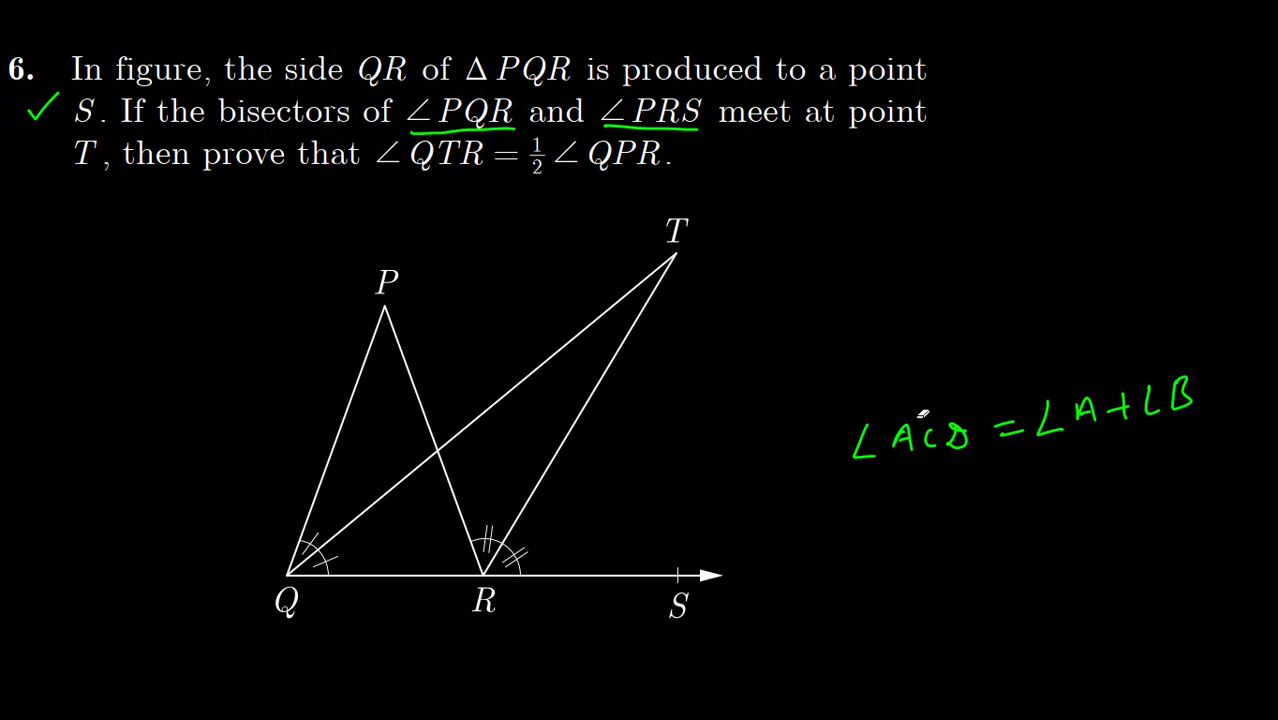 6. In figure, the side QR of Δ PQR is produced to a point
S. If the bisectors of ∠PQR and ∠PRS meet at point
T, then prove that ∠QTR = 1/2 ∠QPR.
T
P
∠ACD = ∠A+∠B
Q
R
S